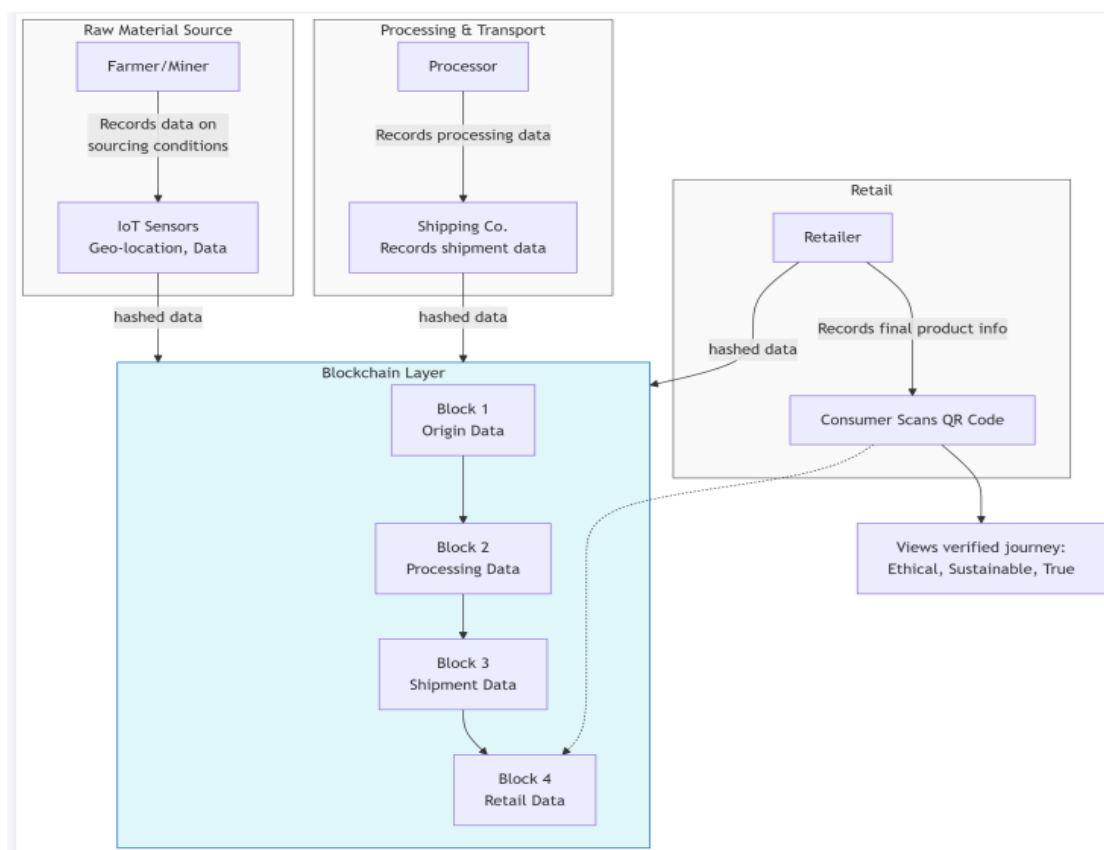 Raw Material Source
Farmer/Miner
Records data on
sourcing conditions
IoT Sensors
Geo-location, Data
hashed data
Processing & Transport
Processor
Records processing data
Shipping Co.
Records shipment data
hashed data
Retail
Retailer
hashed data
Records final product info
Consumer Scans QR Code
Views verified journey:
Ethical, Sustainable, True
Blockchain Layer
Block 1
Origin Data
Block 2
Processing Data
Block 3
Shipment Data
Block 4
Retail Data